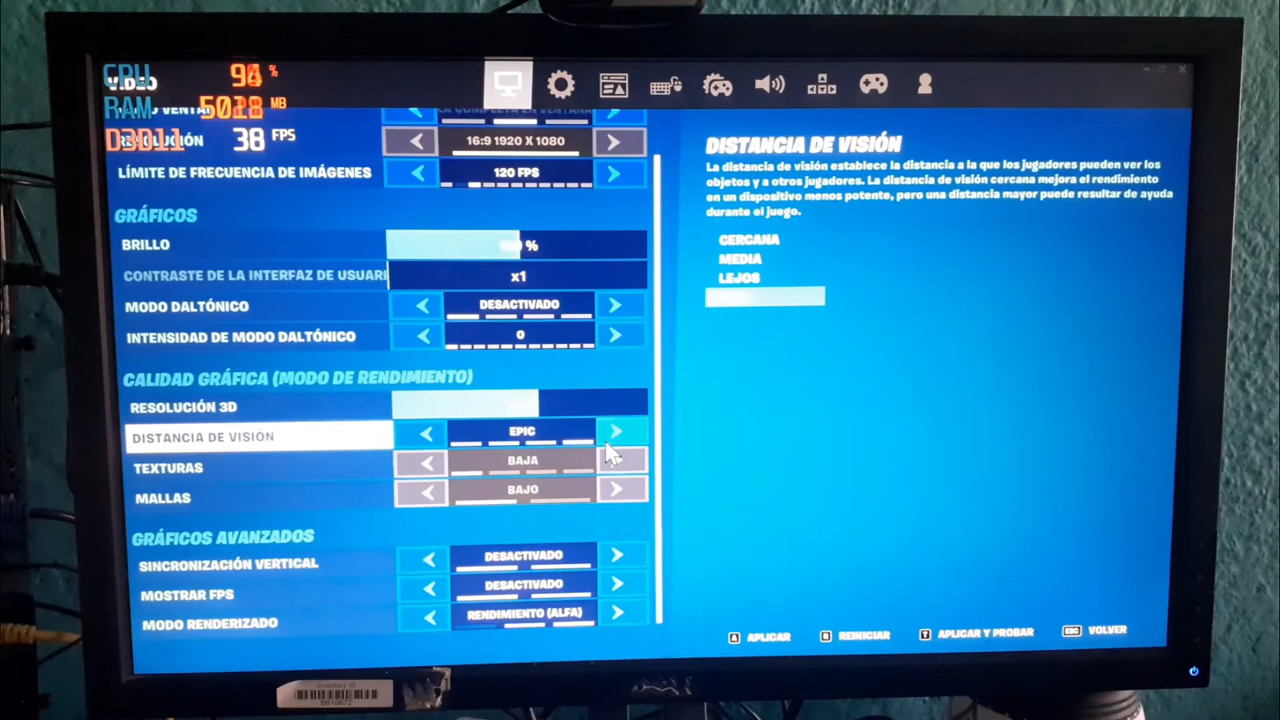 CPU 94 %
VIDEO
RAM 5018 MB
D3D11 38 FPS
16:9 1920 X 1080
LÍMITE DE FRECUENCIA DE IMÁGENES 120 FPS
GRÁFICOS
BRILLO %
CONTRASTE DE LA INTERFAZ DE USUARI x1
MODO DALTÓNICO DESACTIVADO
INTENSIDAD DE MODO DALTÓNICO 0
CALIDAD GRÁFICA (MODO DE RENDIMIENTO)
RESOLUCIÓN 3D
DISTANCIA DE VISIÓN EPIC
TEXTURAS BAJA
MALLAS BAJO
GRÁFICOS AVANZADOS
SINCRONIZACIÓN VERTICAL DESACTIVADO
MOSTRAR FPS DESACTIVADO
MODO RENDERIZADO RENDIMIENTO (ALFA)
DISTANCIA DE VISIÓN
La distancia de visión establece la distancia a la que los jugadores pueden ver los
objetos y a otros jugadores. La distancia de visión cercana mejora el rendimiento
en un dispositivo menos potente, pero una distancia mayor puede resultar de ayuda
durante el juego.
CERCANA
MEDIA
LEJOS
A APLICAR R REINICIAR T APLICAR Y PROBAR ESC VOLVER
Inventory ID
B610672